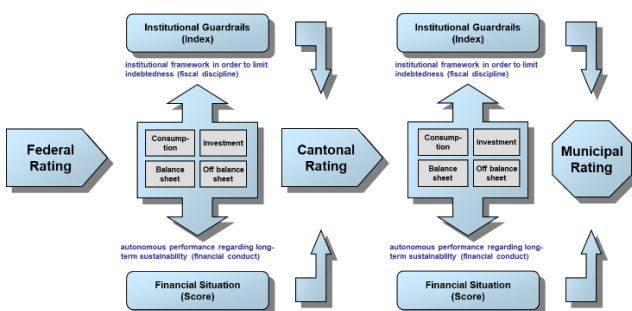 Institutional Guardrails
(Index)
institutional framework in order to limit
indebtedness (fiscal discipline)
Federal
Rating
Consump-
tion
Investment
Balance
sheet
Off balance
sheet
autonomous performance regarding long-
term sustainability (financial conduct)
Financial Situation
(Score)
Cantonal
Rating
Institutional Guardrails
(Index)
institutional framework in order to limit
indebtedness (fiscal discipline)
Consump-
tion
Investment
Balance
sheet
Off balance
sheet
autonomous performance regarding long-
term sustainability (financial conduct)
Financial Situation
(Score)
Municipal
Rating